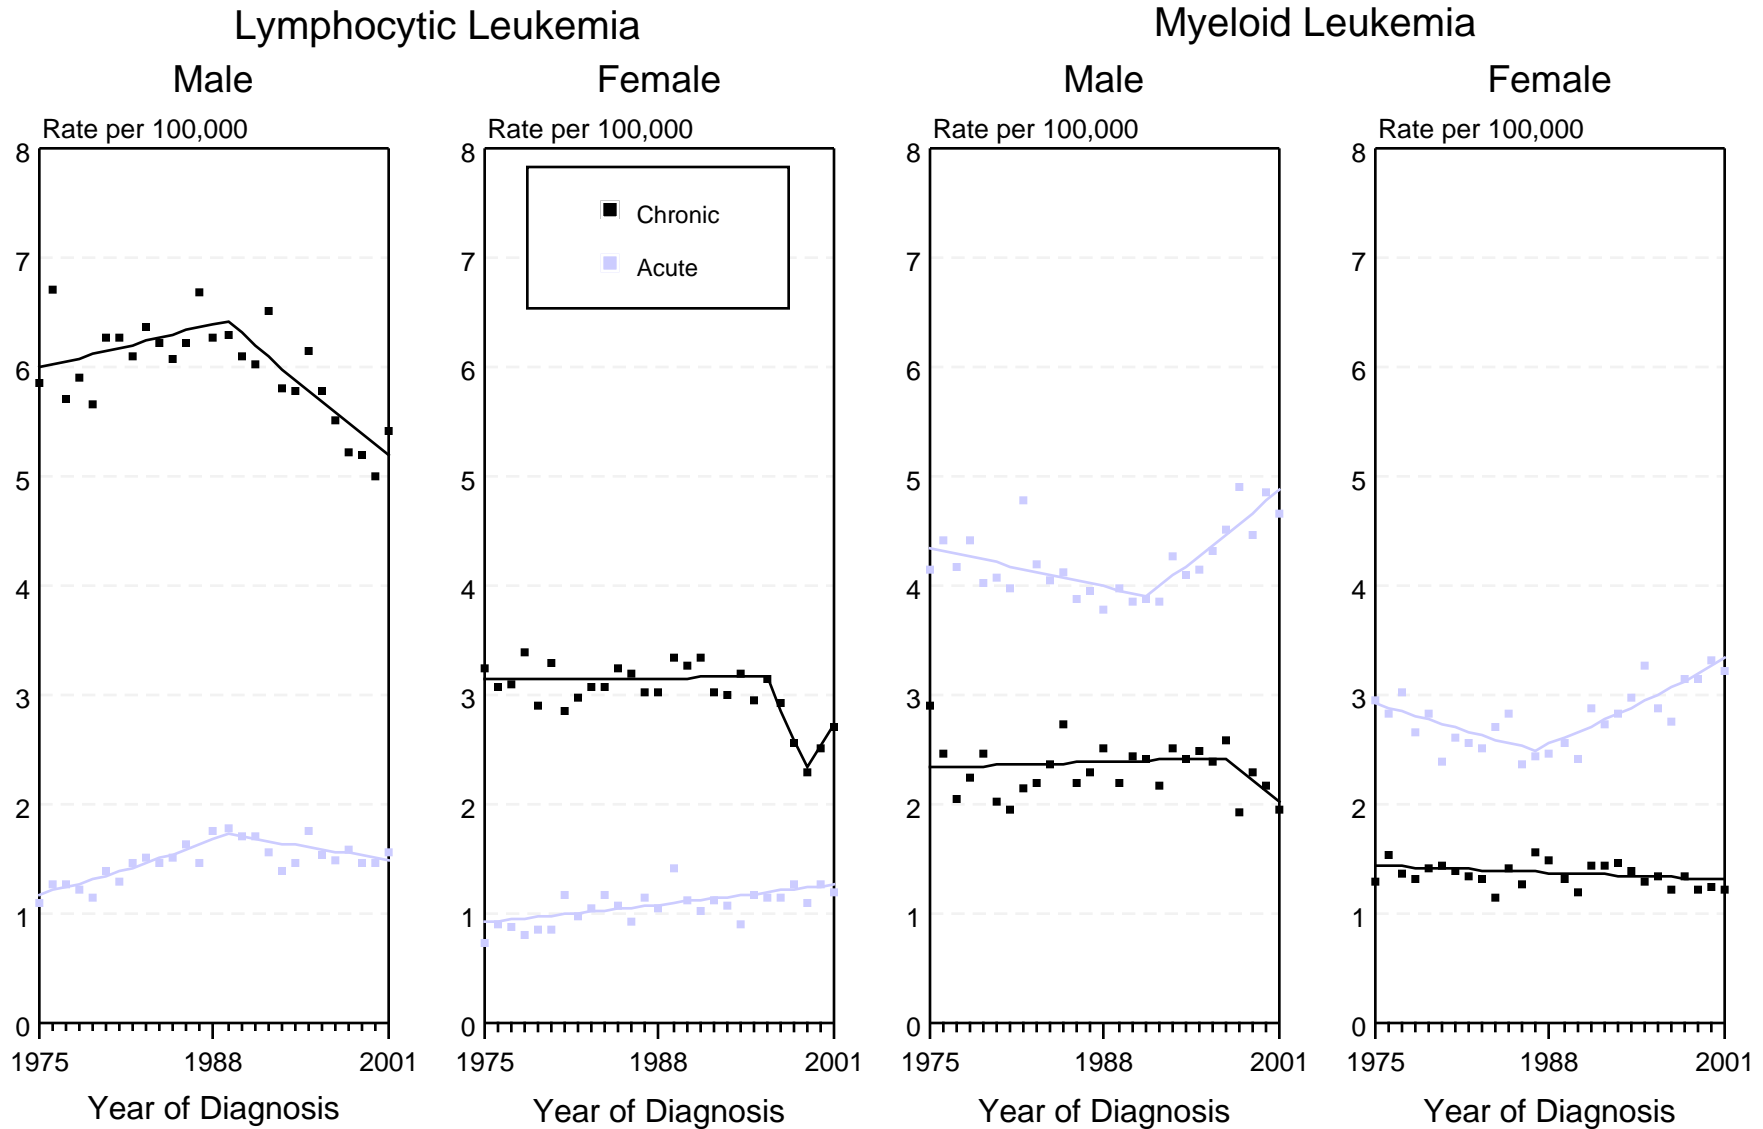 Lymphocytic Leukemia
Myeloid Leukemia
Male
Female
Male
Female
Rate per 100,000
Rate per 100,000
Rate per 100,000
Rate per 100,000
8
8
8
8
Chronic
Acute
7
7
7
7
6
6
6
6
5
5
5
5
4
4
4
4
3
3
3
3
2
2
2
2
1
1
1
1
0
0
0
0
1975 1988 2001
1975 1988 2001
1975 1988 2001
1975 1988 2001
Year of Diagnosis
Year of Diagnosis
Year of Diagnosis
Year of Diagnosis